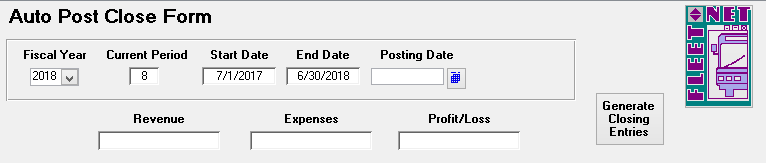 Auto Post Close Form
FLEET NET
Fiscal Year Current Period Start Date End Date Posting Date
2018 8 7/1/2017 6/30/2018
Revenue Expenses Profit/Loss
Generate
Closing
Entries